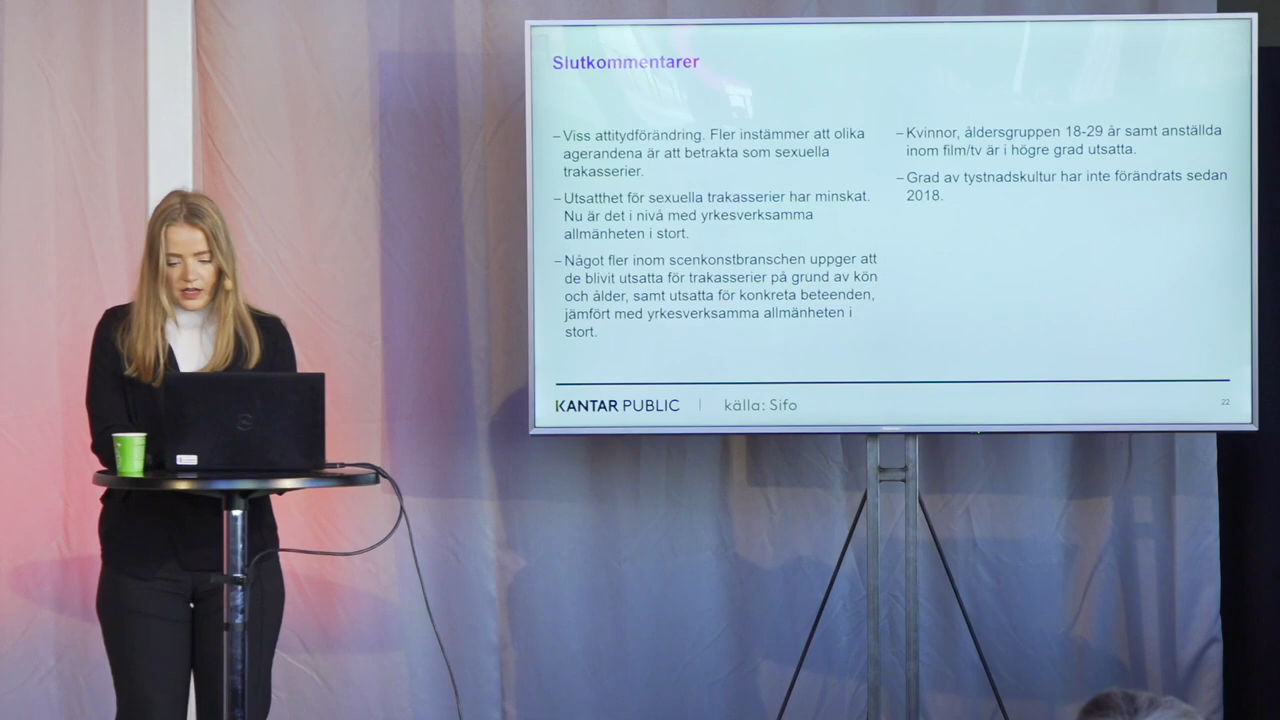 Slutkommentarer
– Viss attitydförändring. Fler instämmer att olika
agerandena är att betrakta som sexuella
trakasserier.
– Utsatthet för sexuella trakasserier har minskat.
Nu är det i nivå med yrkesverksamma
allmänheten i stort.
– Något fler inom scenkonstbranschen uppger att
de blivit utsatta för trakasserier på grund av kön
och ålder, samt utsatta för konkreta beteenden,
jämfört med yrkesverksamma allmänheten i
stort.
– Kvinnor, åldersgruppen 18-29 år samt anställda
inom film/tv är i högre grad utsatta.
– Grad av tystnadskultur har inte förändrats sedan
2018.
KANTAR PUBLIC | källa: Sifo
22